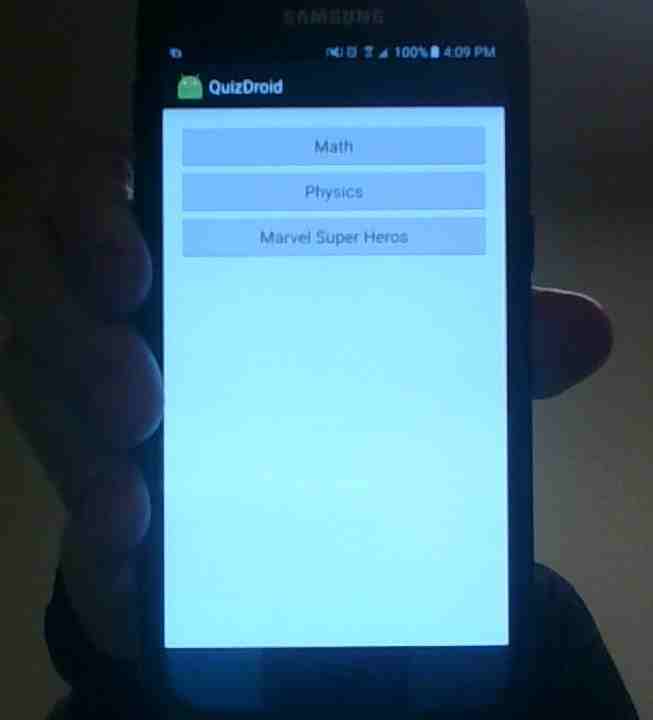 SAMSUNG
100% 4:09 PM
QuizDroid
Math
Physics
Marvel Super Heros